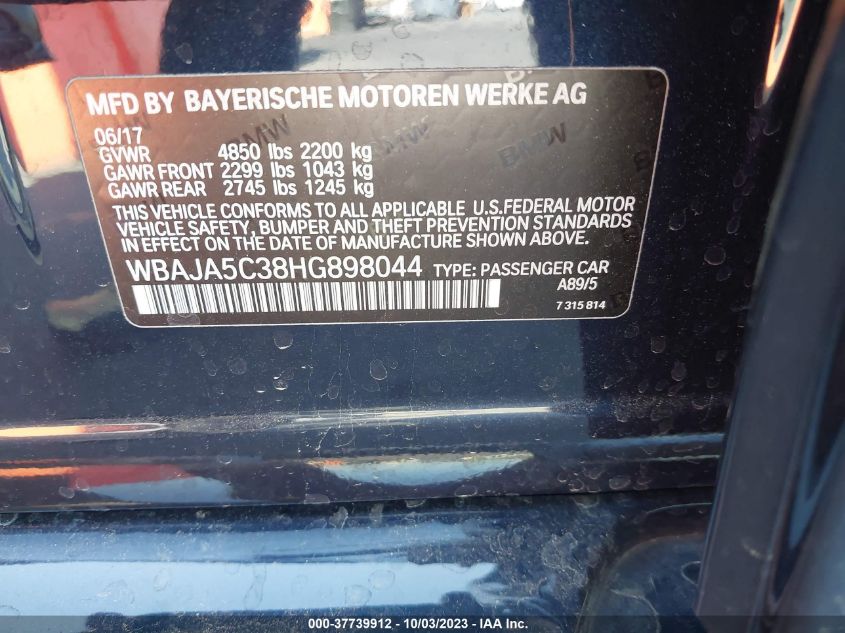 MFD BY BAYERISCHE MOTOREN WERKE AG
06/17
GVWR 4850 lbs 2200 kg
GAWR FRONT 2299 lbs 1043 kg
GAWR REAR 2745 lbs 1245 kg
THIS VEHICLE CONFORMS TO ALL APPLICABLE U.S.FEDERAL MOTOR
VEHICLE SAFETY, BUMPER AND THEFT PREVENTION STANDARDS
IN EFFECT ON THE DATE OF MANUFACTURE SHOWN ABOVE.
WBAJA5C38HG898044 TYPE: PASSENGER CAR
A89/5
7 315 814
000-37739912 - 10/03/2023 - IAA Inc.